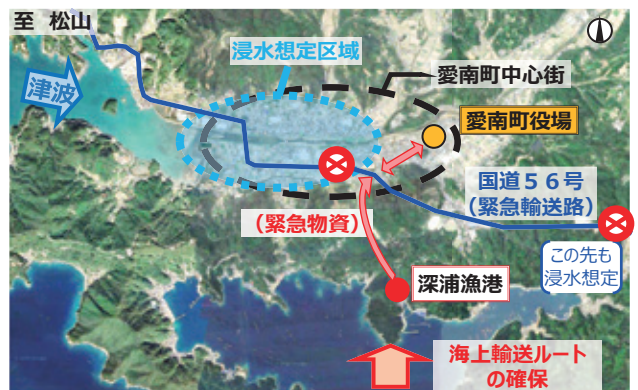 至 松山
浸水想定区域
津波
愛南町中心街
愛南町役場
国道５６号
（緊急輸送路）
（緊急物資）
この先も
浸水想定
深浦漁港
海上輸送ルート
の確保